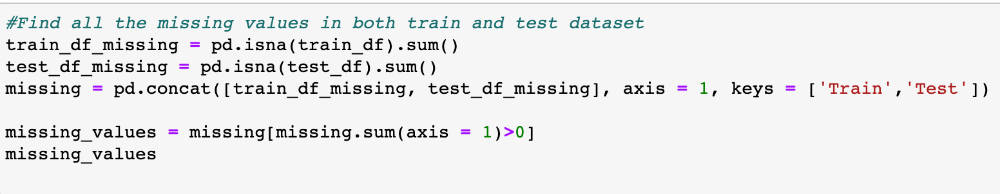 #Find all the missing values in both train and test dataset
train_df_missing = pd.isna(train_df).sum()
test_df_missing = pd.isna(test_df).sum()
missing = pd.concat([train_df_missing, test_df_missing], axis = 1, keys = ['Train','Test'])
missing_values = missing[missing.sum(axis = 1)>0]
missing_values